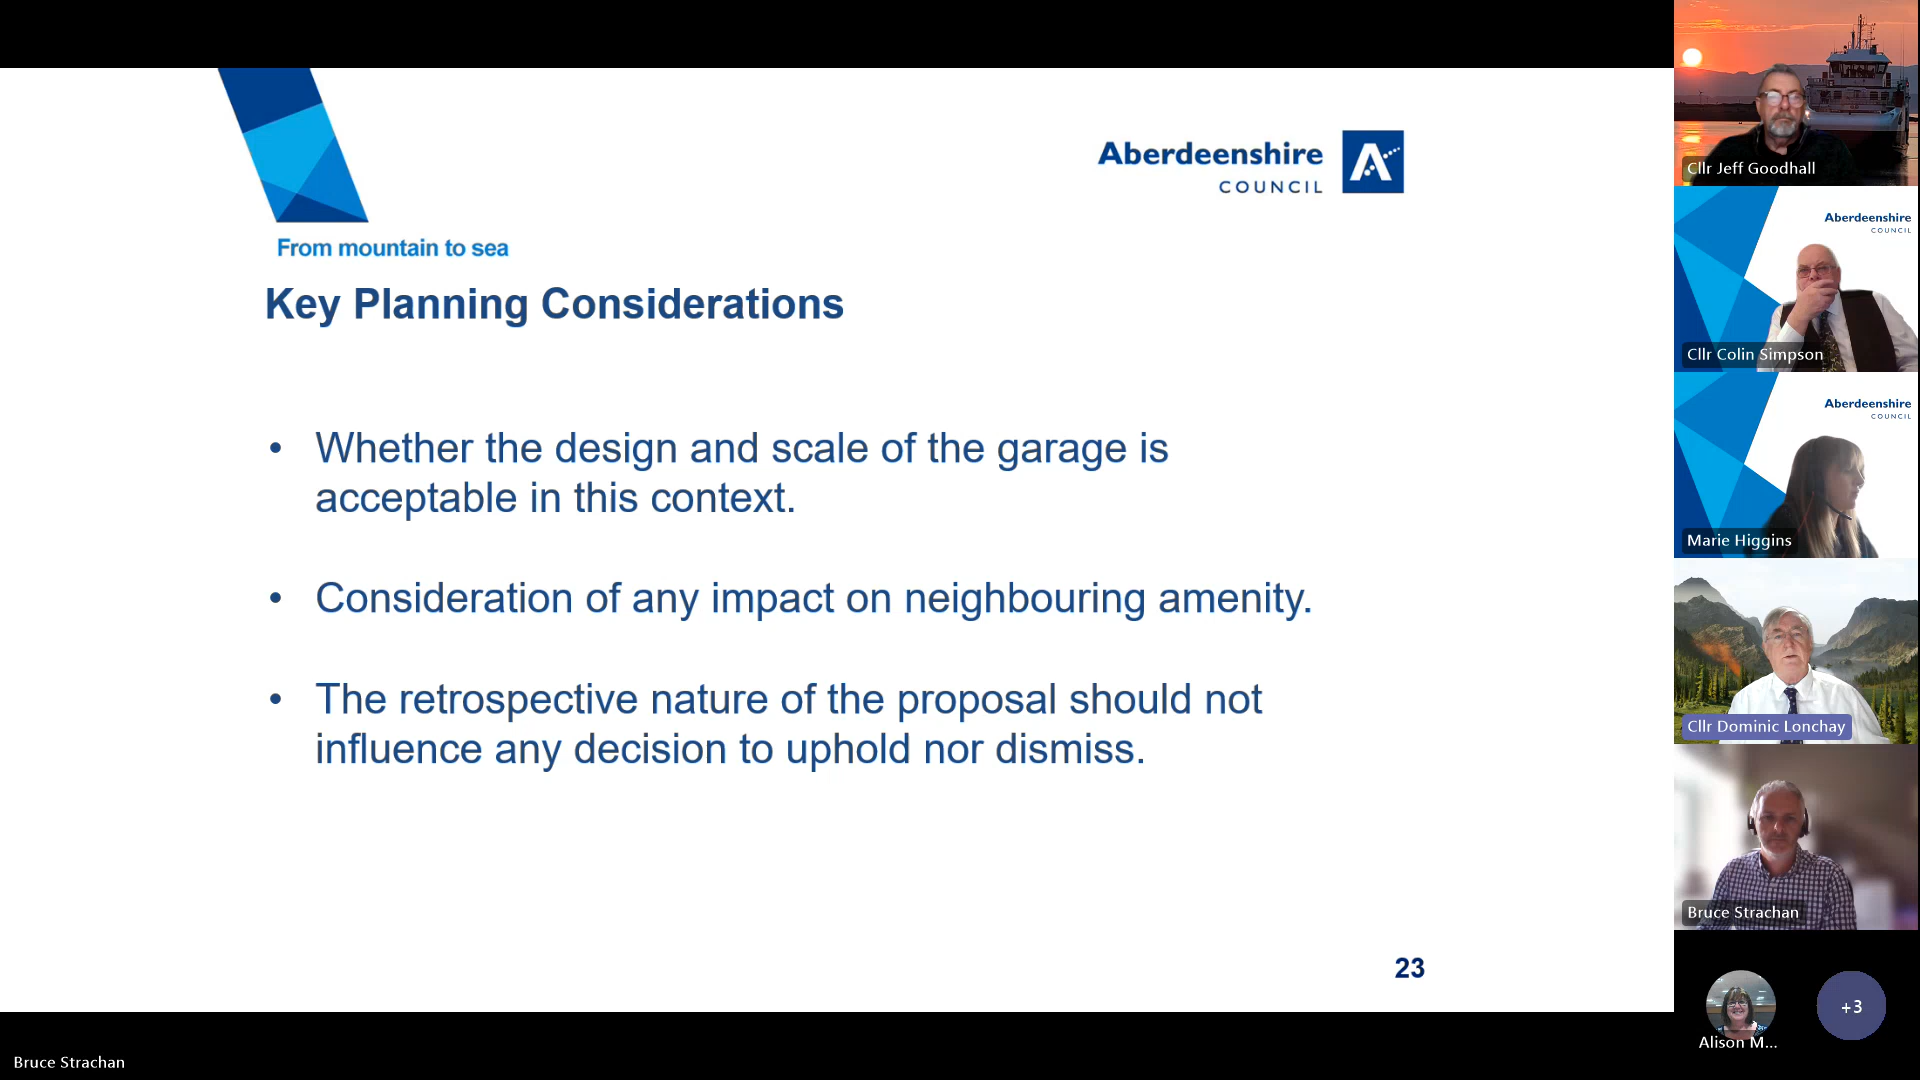 Aberdeenshire
COUNCIL
From mountain to sea
Key Planning Considerations
• Whether the design and scale of the garage is
acceptable in this context.
• Consideration of any impact on neighbouring amenity.
• The retrospective nature of the proposal should not
influence any decision to uphold nor dismiss.
23
Bruce Strachan
Cllr Jeff Goodhall
Aberdeenshire
COUNCIL
Cllr Colin Simpson
Aberdeenshire
COUNCIL
Marie Higgins
Cllr Dominic Lonchay
Bruce Strachan
Alison M...
+3